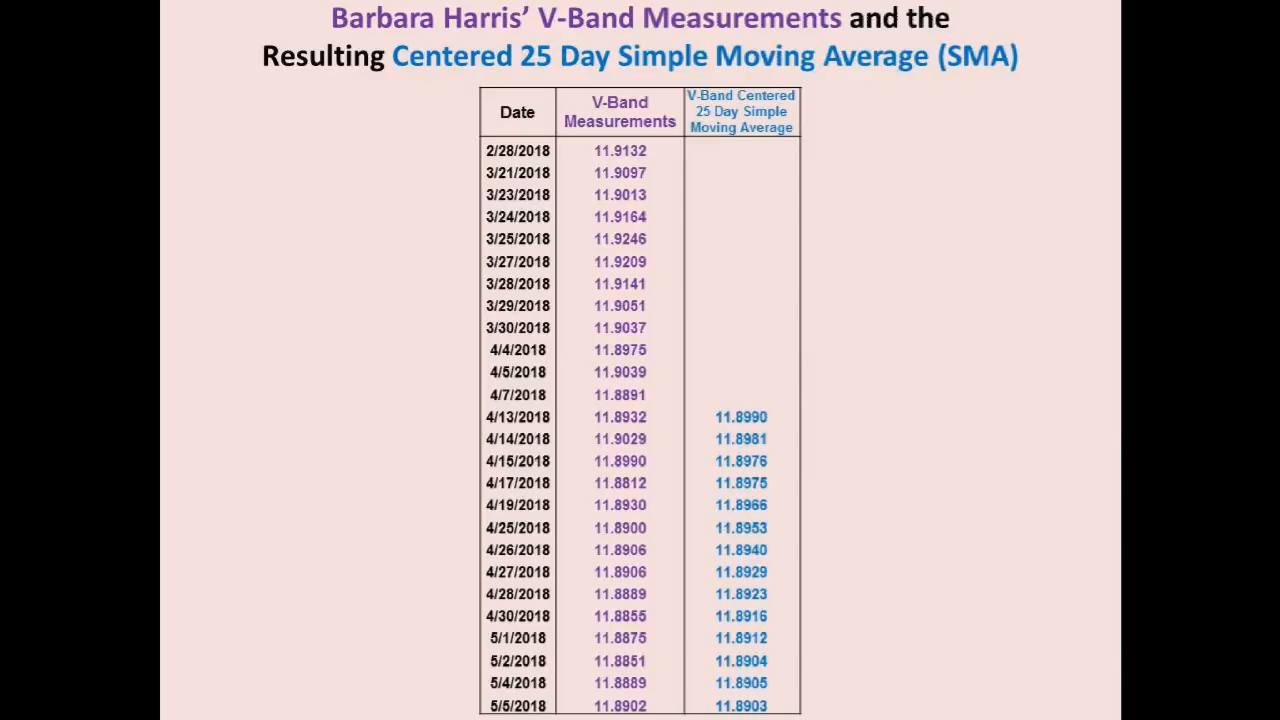 Barbara Harris’ V-Band Measurements and the
Resulting Centered 25 Day Simple Moving Average (SMA)
Date V-Band Measurements V-Band Centered 25 Day Simple Moving Average
2/28/2018 11.9132
3/21/2018 11.9097
3/23/2018 11.9013
3/24/2018 11.9164
3/25/2018 11.9246
3/27/2018 11.9209
3/28/2018 11.9141
3/29/2018 11.9051
3/30/2018 11.9037
4/4/2018 11.8975
4/5/2018 11.9039
4/7/2018 11.8891
4/13/2018 11.8932 11.8990
4/14/2018 11.9029 11.8981
4/15/2018 11.8990 11.8976
4/17/2018 11.8812 11.8975
4/19/2018 11.8930 11.8966
4/25/2018 11.8900 11.8953
4/26/2018 11.8906 11.8940
4/27/2018 11.8906 11.8929
4/28/2018 11.8889 11.8923
4/30/2018 11.8855 11.8916
5/1/2018 11.8875 11.8912
5/2/2018 11.8851 11.8904
5/4/2018 11.8889 11.8905
5/5/2018 11.8902 11.8903